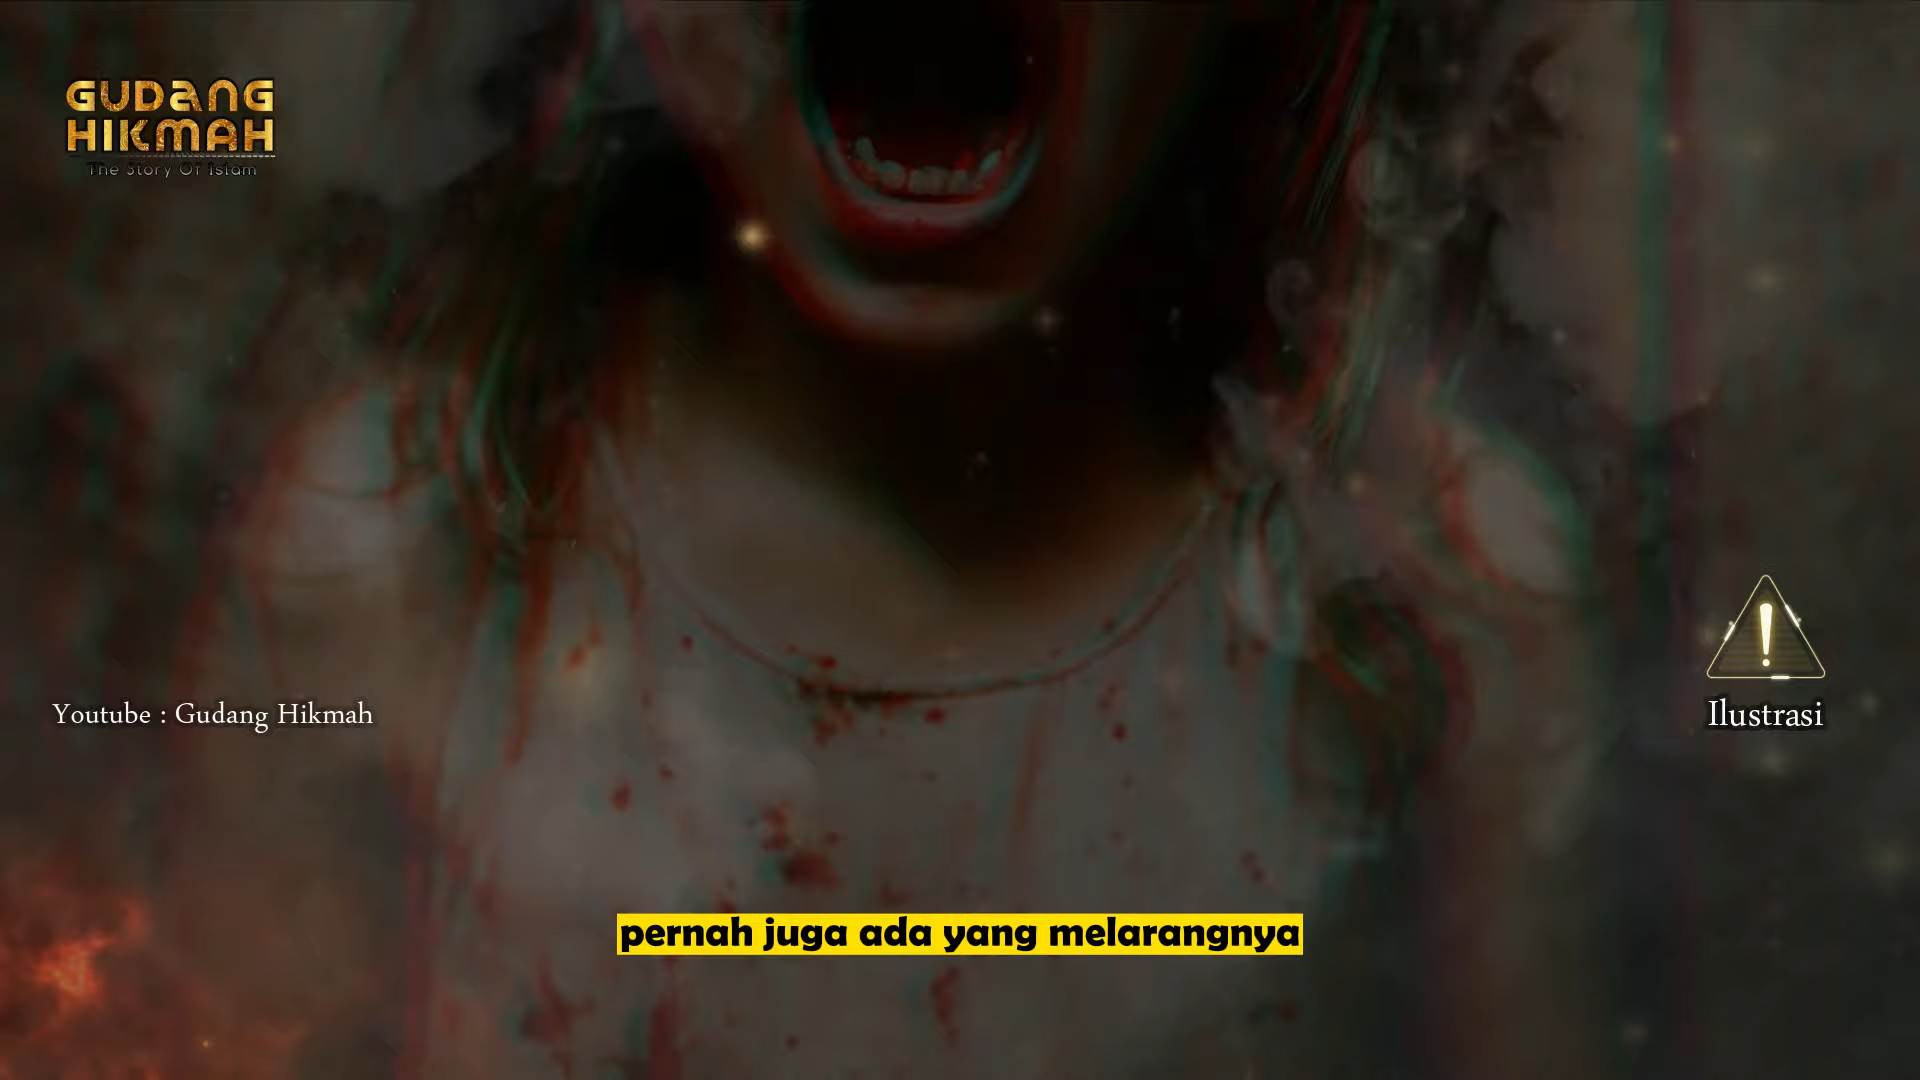 GUDANG
HIKMAH
The Story Of Islam
Youtube : Gudang Hikmah
Ilustrasi
pernah juga ada yang melarangnya